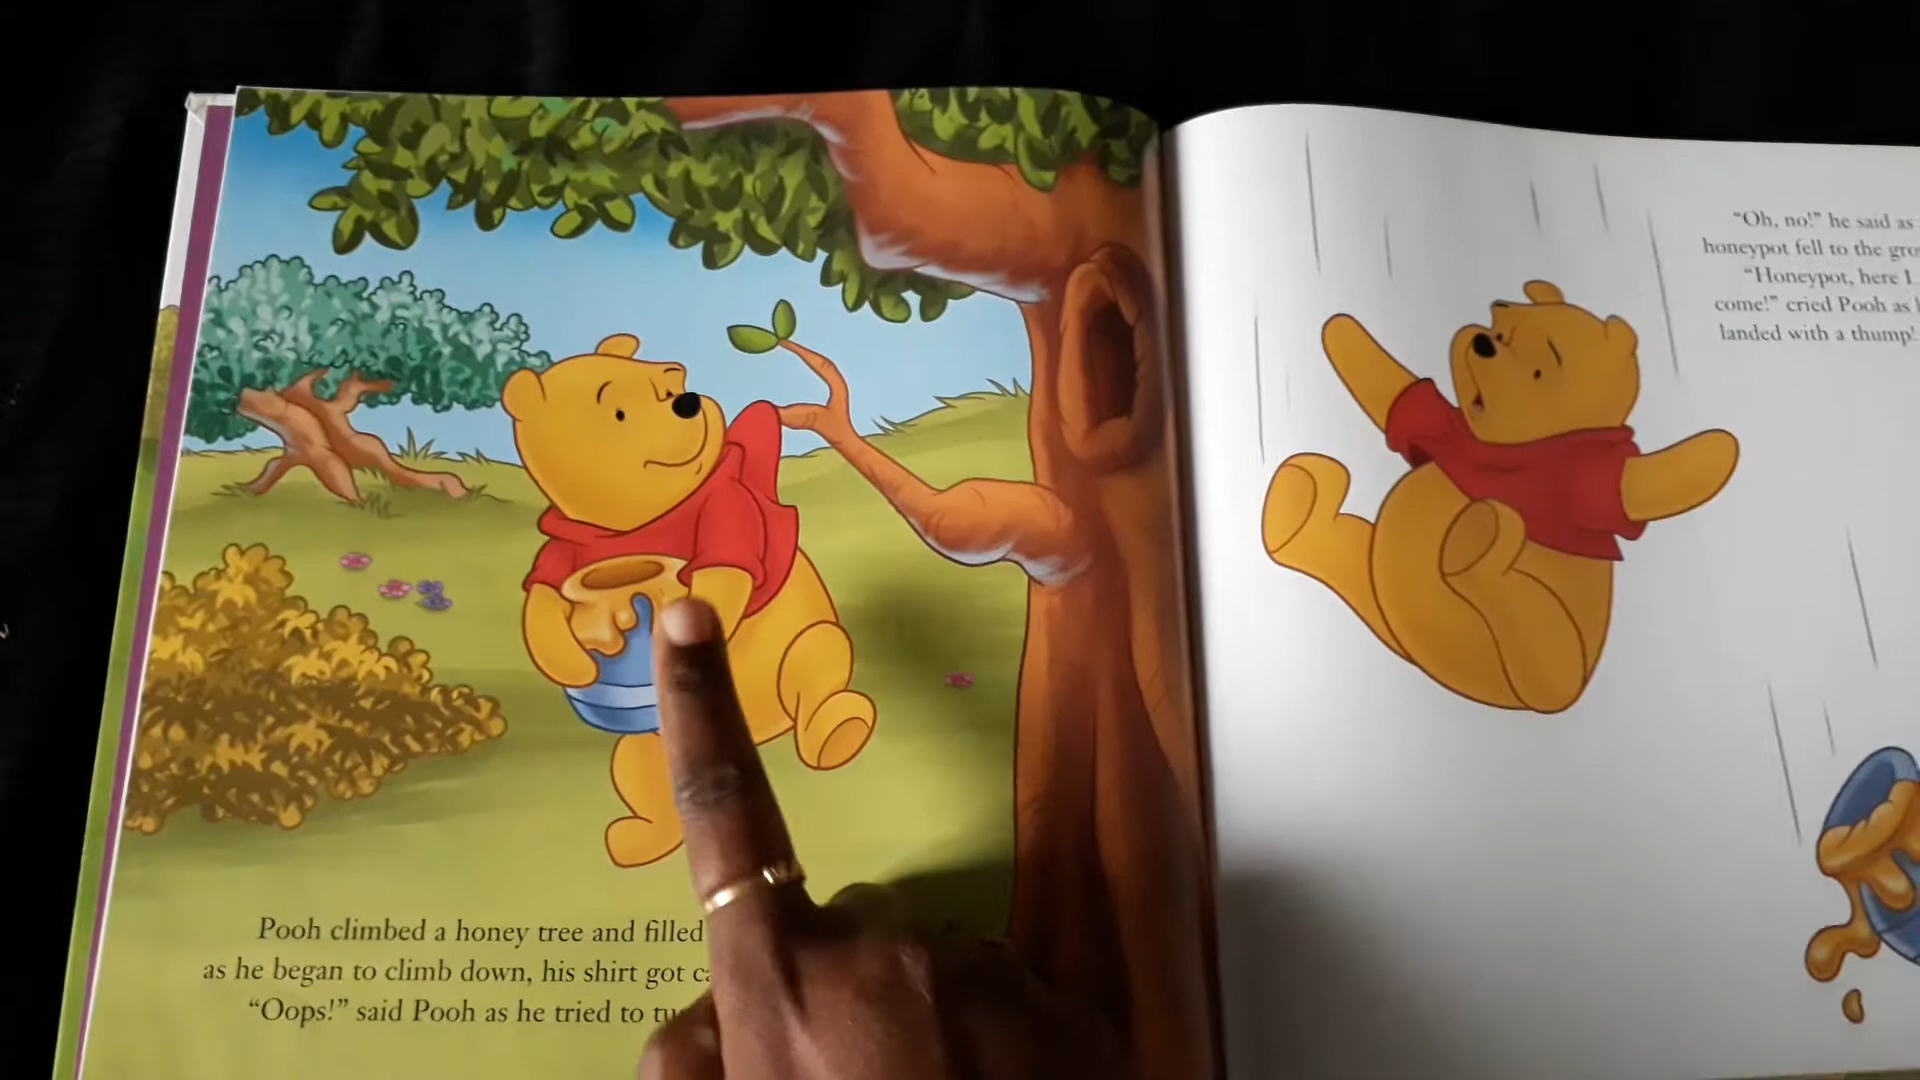 Pooh climbed a honey tree and filled
as he began to climb down, his shirt got
“Oops!” said Pooh as he tried to
“Oh, no!” he said as
honeypot fell to the
“Honeypot, here I
come!” cried Pooh as
landed with a thump!